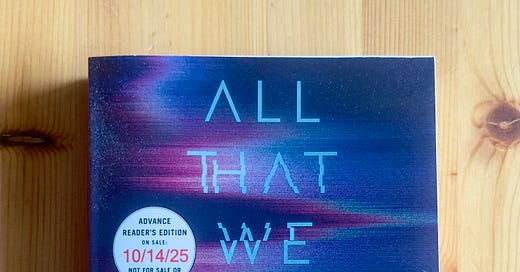 ALL
THAT
WE
ADVANCE
READER'S EDITION
ON SALE:
10/14/25
NOT FOR SALE OR